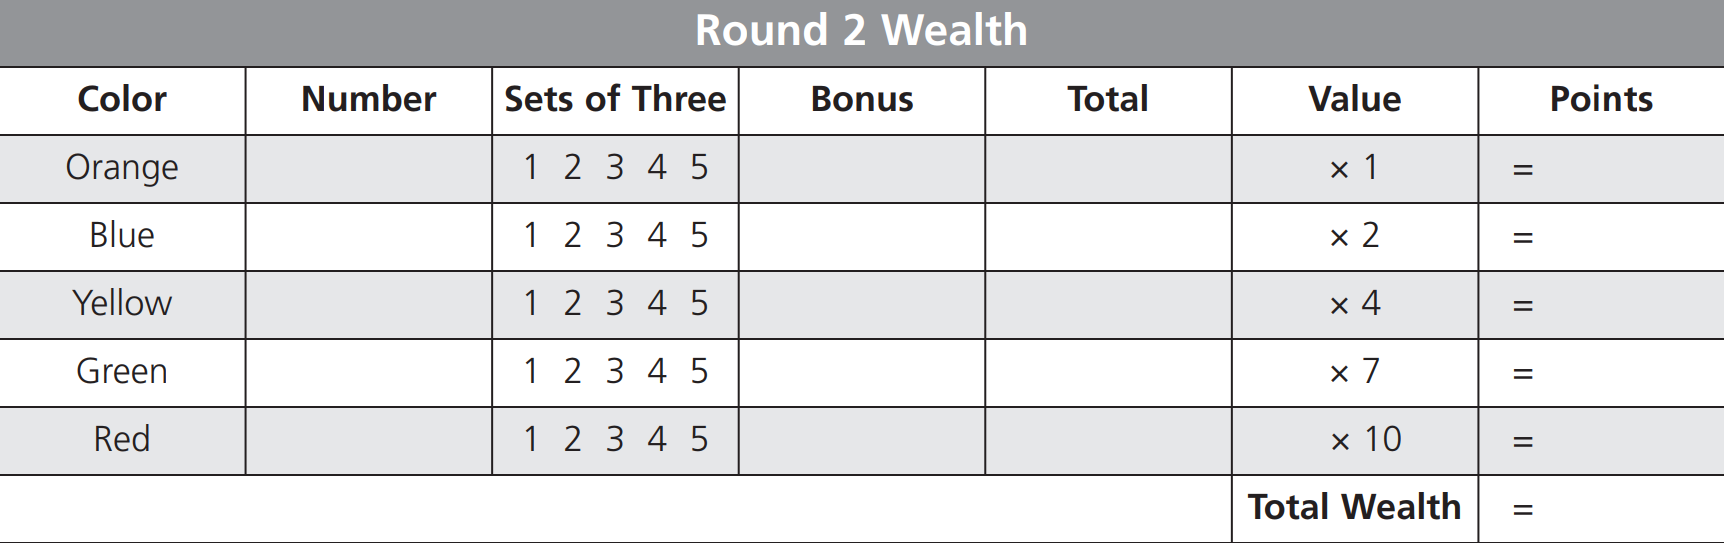 Round 2 Wealth
Color Number Sets of Three Bonus Total Value Points
Orange 1 2 3 4 5 × 1 =
Blue 1 2 3 4 5 × 2 =
Yellow 1 2 3 4 5 × 4 =
Green 1 2 3 4 5 × 7 =
Red 1 2 3 4 5 × 10 =
Total Wealth =